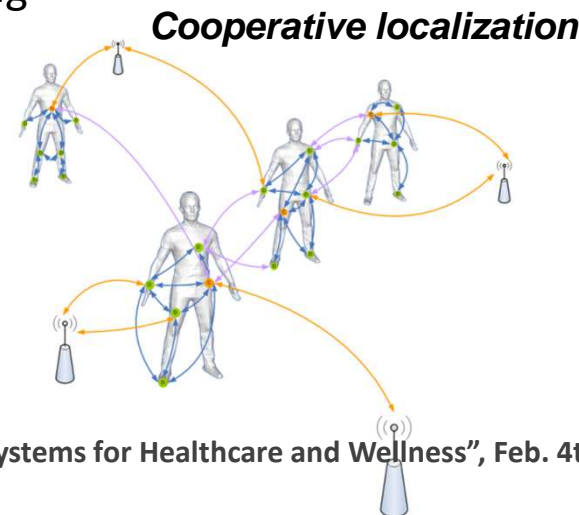 Cooperative localization
ystems for Healthcare and Wellness”, Feb. 4t